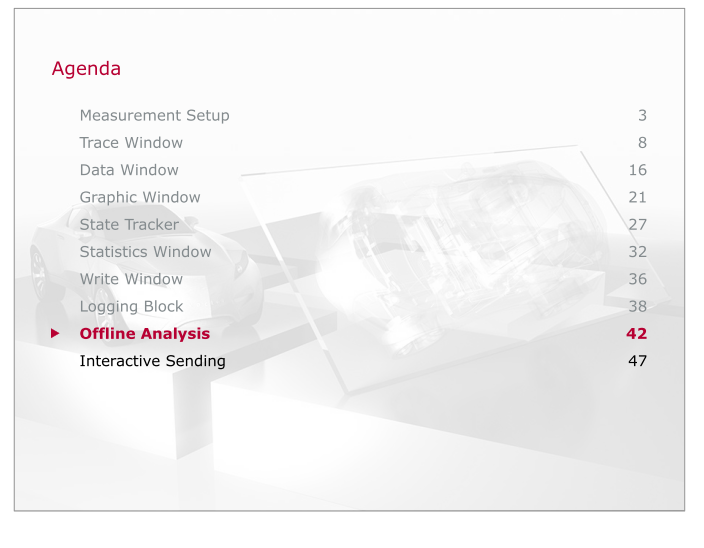 Agenda
Measurement Setup 3
Trace Window 8
Data Window 16
Graphic Window 21
State Tracker 27
Statistics Window 32
Write Window 36
Logging Block 38
Offline Analysis 42
Interactive Sending 47